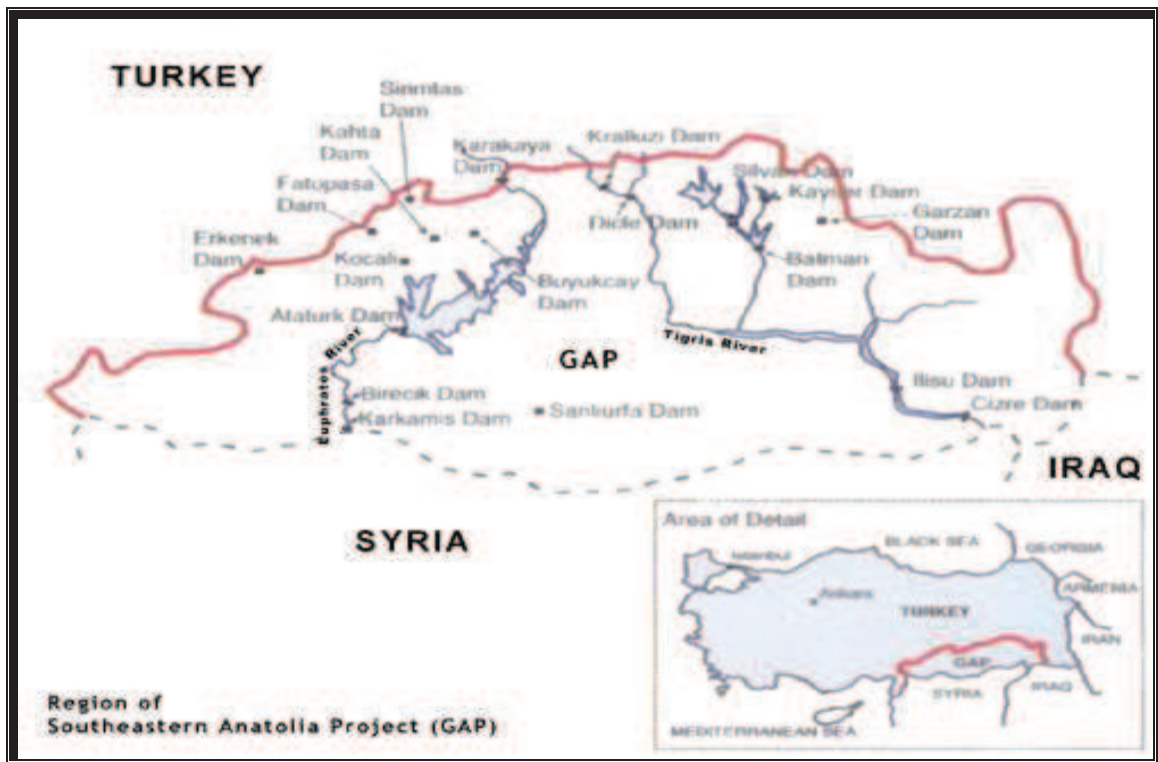 TURKEY
Sirimtas
Dam
Kahta
Dam
Karakaya
Dam
Kralkuzi Dam
Silvan Dam
Kayser Dam
Fatopasa
Dam
Garzan
Dam
Dicle Dam
Erkenek
Dam
Kocali
Dam
Batman
Dam
Buyukcay
Dam
Ataturk Dam
Euphrates River
Tigris River
GAP
Birecik Dam
Karkamis Dam
Sanliurfa Dam
Ilisu Dam
Cizre Dam
IRAQ
SYRIA
Area of Detail
Istanbul
BLACK SEA
GEORGIA
ARMENIA
Ankara
TURKEY
IRAN
GAP
SYRIA
IRAQ
MEDITERRANEAN SEA
Region of
Southeastern Anatolia Project (GAP)